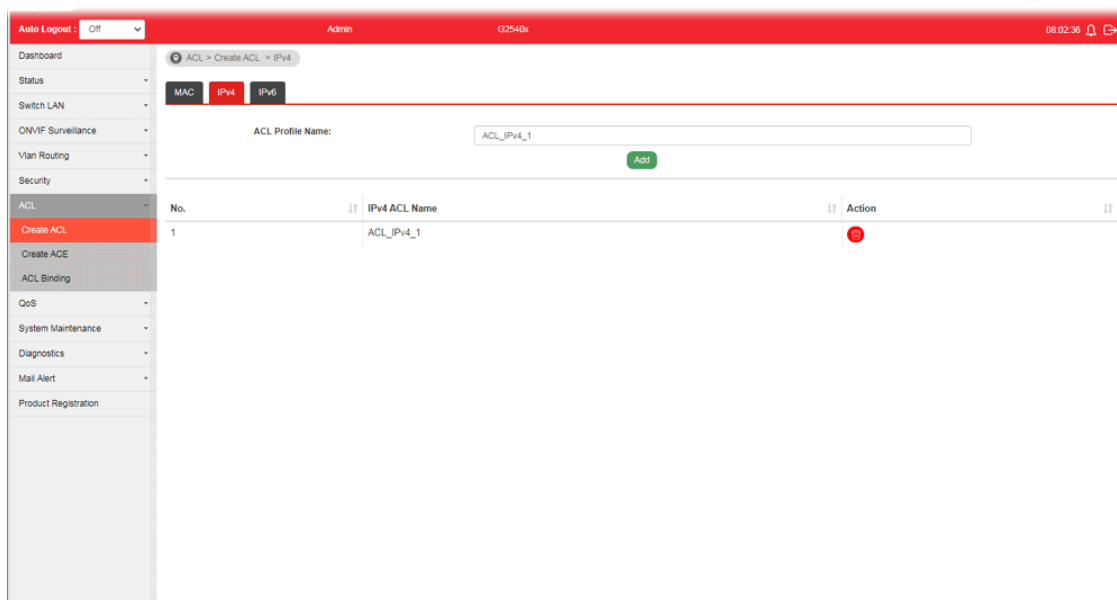 Auto Logout : Off Admin G2540x 08:02:36
Dashboard
Status
Switch LAN
ONVIF Surveillance
Vlan Routing
Security
ACL
Create ACL
Create ACE
ACL Binding
QoS
System Maintenance
Diagnostics
Mail Alert
Product Registration
ACL > Create ACL > IPv4
MAC IPv4 IPv6
ACL Profile Name: ACL_IPv4_1
Add
No. IPv4 ACL Name Action
1 ACL_IPv4_1